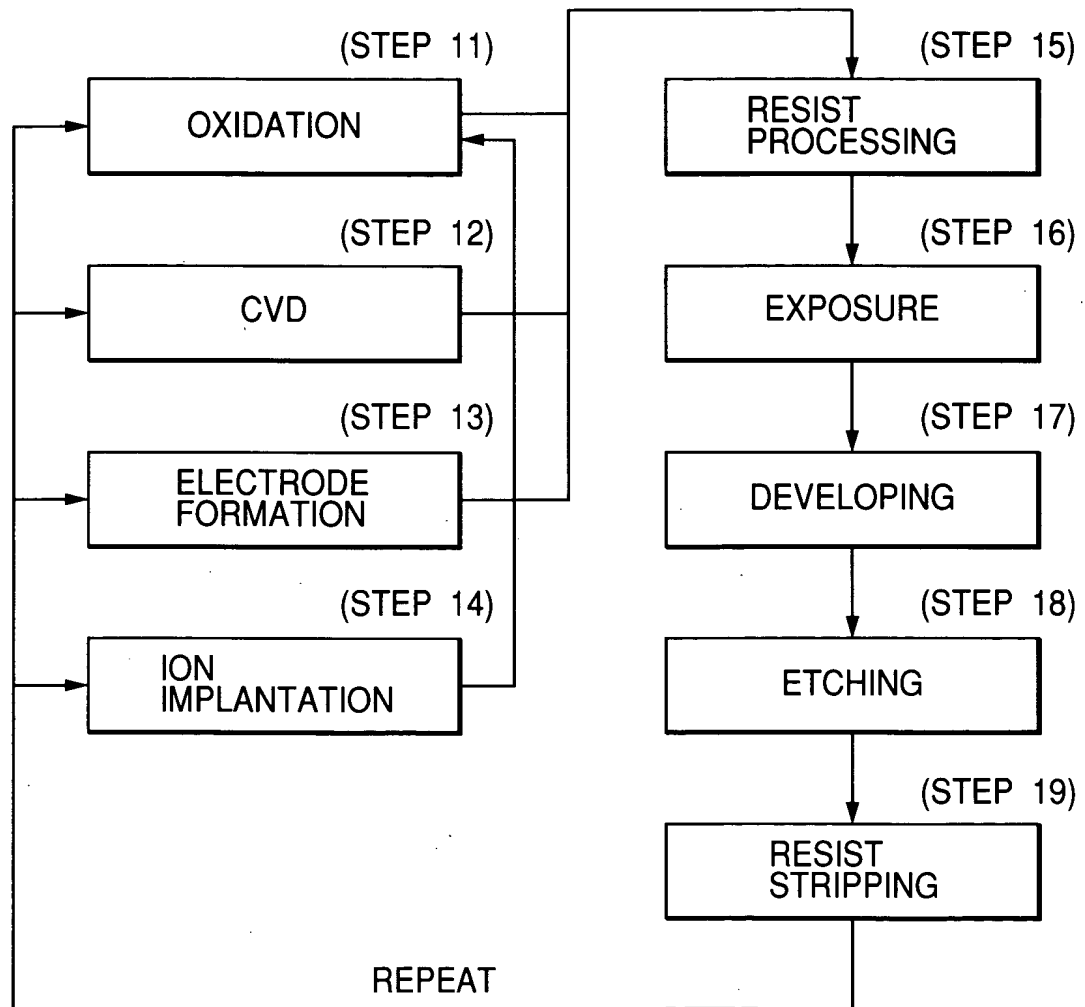 (STEP 11)
OXIDATION
(STEP 12)
CVD
(STEP 13)
ELECTRODE
FORMATION
(STEP 14)
ION
IMPLANTATION
(STEP 15)
RESIST
PROCESSING
(STEP 16)
EXPOSURE
(STEP 17)
DEVELOPING
(STEP 18)
ETCHING
(STEP 19)
RESIST
STRIPPING
REPEAT